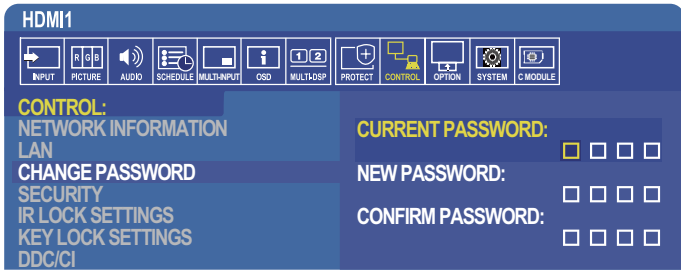 HDMI1
INPUT
RGB
PICTURE
AUDIO
SCHEDULE
MULTI-INPUT
i
OSD
1 2
MULTI-DSP
PROTECT
CONTROL
OPTION
SYSTEM
C MODULE
CONTROL:
NETWORK INFORMATION
LAN
CHANGE PASSWORD
SECURITY
IR LOCK SETTINGS
KEY LOCK SETTINGS
DDC/CI
CURRENT PASSWORD:
NEW PASSWORD:
CONFIRM PASSWORD: